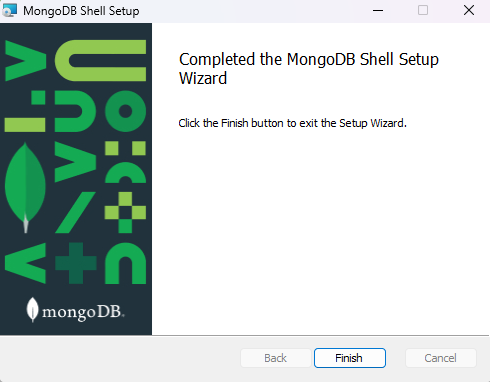 MongoDB Shell Setup
Completed the MongoDB Shell Setup
Wizard
Click the Finish button to exit the Setup Wizard.
mongoDB®
Back
Finish
Cancel